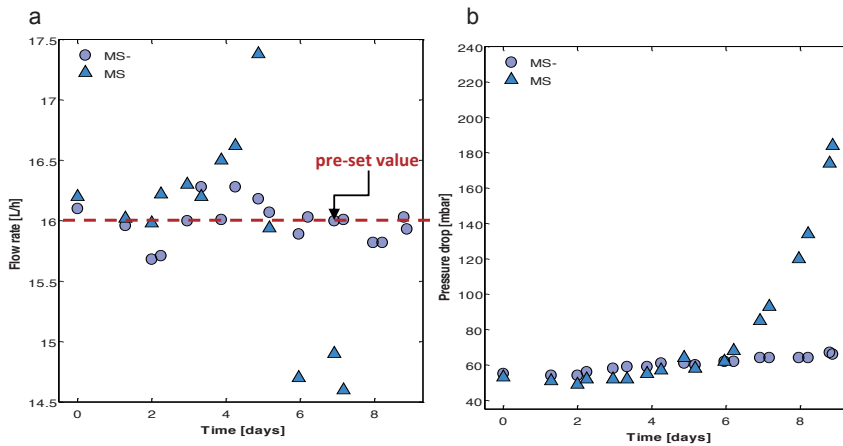 a
17.5
17
16.5
16
15.5
15
14.5
0
2
4
6
8
Flow rate [L/h]
Time [days]
MS-
MS
pre-set value
b
240
220
200
180
160
140
120
100
80
60
40
0
2
4
6
8
Pressure drop [mbar]
Time [days]
MS-
MS